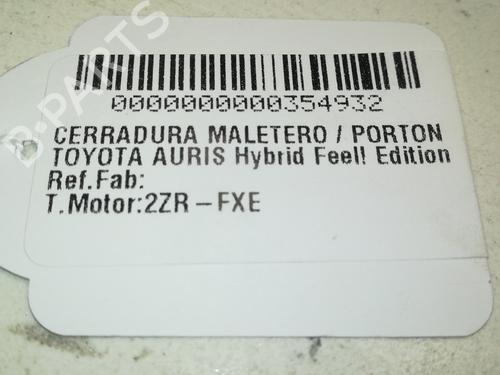 0000000000354932
CERRADURA MALETERO / PORTON
TOYOTA AURIS Hybrid Feel! Edition
Ref.Fab:
T.Motor:2ZR-FXE
B-PARTS